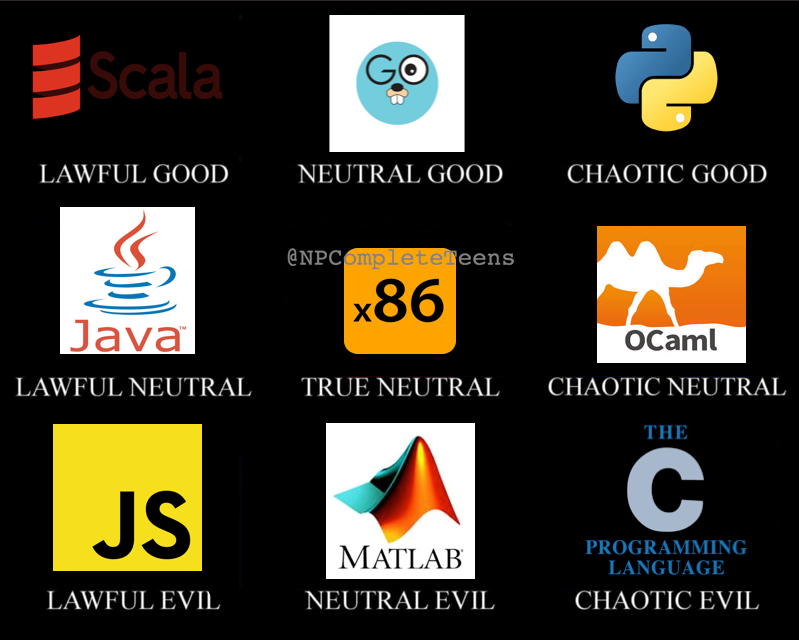 Scala
GO
LAWFUL GOOD
NEUTRAL GOOD
CHAOTIC GOOD
@NPCompleteTeens
Java™
x86
OCaml
LAWFUL NEUTRAL
TRUE NEUTRAL
CHAOTIC NEUTRAL
JS
MATLAB®
THE
C
PROGRAMMING
LANGUAGE
LAWFUL EVIL
NEUTRAL EVIL
CHAOTIC EVIL